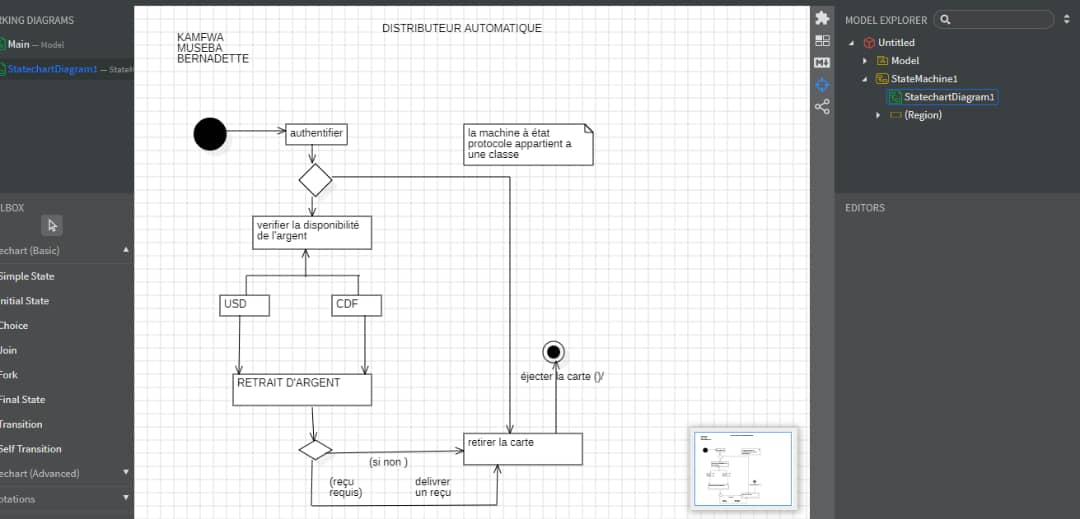 RKING DIAGRAMS
Main — Model
StatechartDiagram1 — StateM
LBOX
echart (Basic)
Simple State
nitial State
Choice
Join
Fork
Final State
Transition
Self Transition
echart (Advanced)
otations
KAMFWA
MUSEBA
BERNADETTE
DISTRIBUTEUR AUTOMATIQUE
authentifier
la machine à état
protocole appartient a
une classe
verifier la disponibilité
de l'argent
USD
CDF
RETRAIT D'ARGENT
éjecter la carte ()/
retirer la carte
(si non )
(reçu
requis)
delivrer
un reçu
MODEL EXPLORER
Untitled
Model
StateMachine1
StatechartDiagram1
(Region)
EDITORS